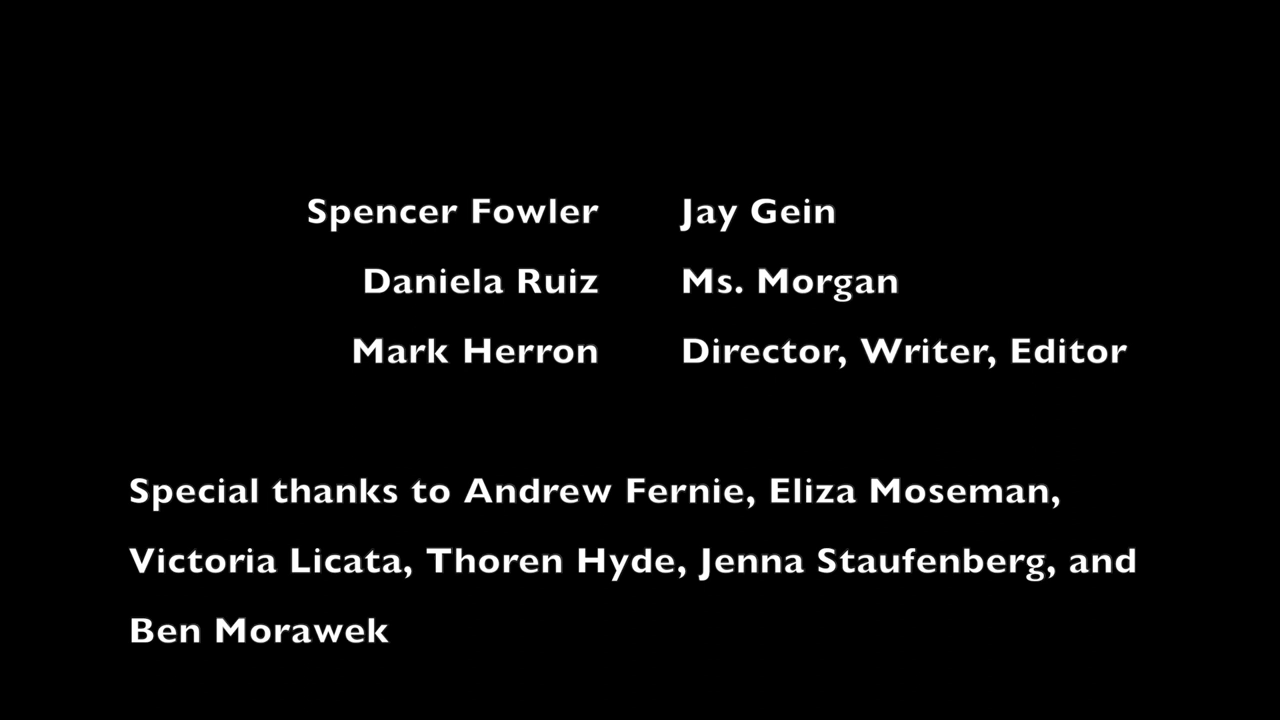 Spencer Fowler Jay Gein
Daniela Ruiz Ms. Morgan
Mark Herron Director, Writer, Editor
Special thanks to Andrew Fernie, Eliza Moseman,
Victoria Licata, Thoren Hyde, Jenna Staufenberg, and
Ben Morawek